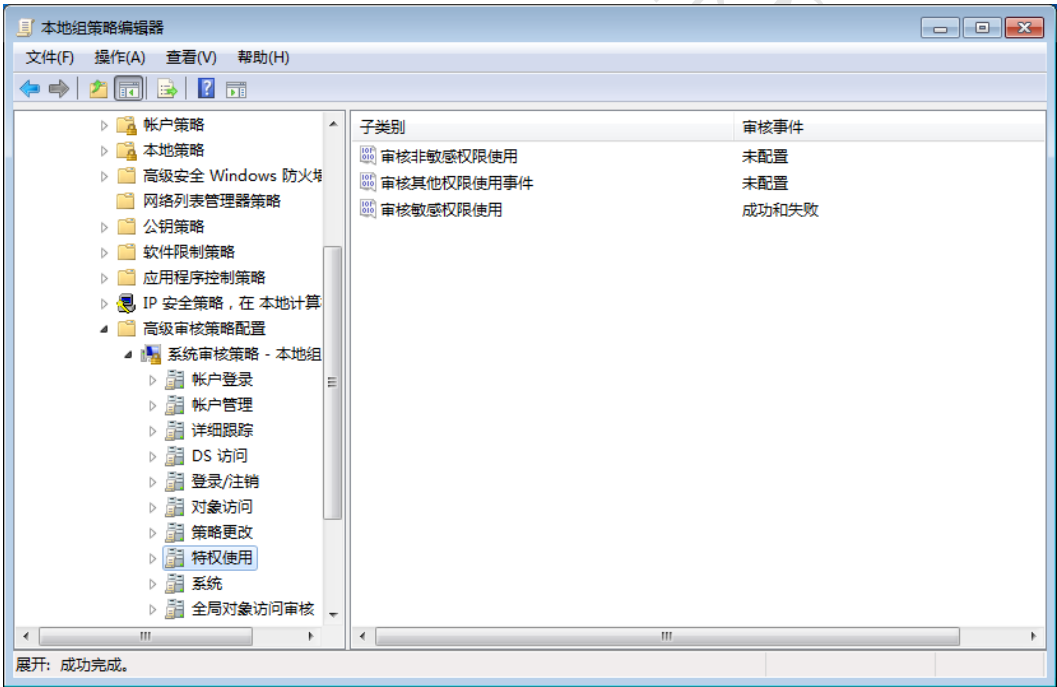 本地组策略编辑器
文件(F) 操作(A) 查看(V) 帮助(H)
帐户策略
本地策略
高级安全 Windows 防火墙
网络列表管理器策略
公钥策略
软件限制策略
应用程序控制策略
IP 安全策略，在 本地计算
高级审核策略配置
系统审核策略 - 本地组
帐户登录
帐户管理
详细跟踪
DS 访问
登录/注销
对象访问
策略更改
特权使用
系统
全局对象访问审核
子类别 审核事件
审核非敏感权限使用 未配置
审核其他权限使用事件 未配置
审核敏感权限使用 成功和失败
展开: 成功完成。